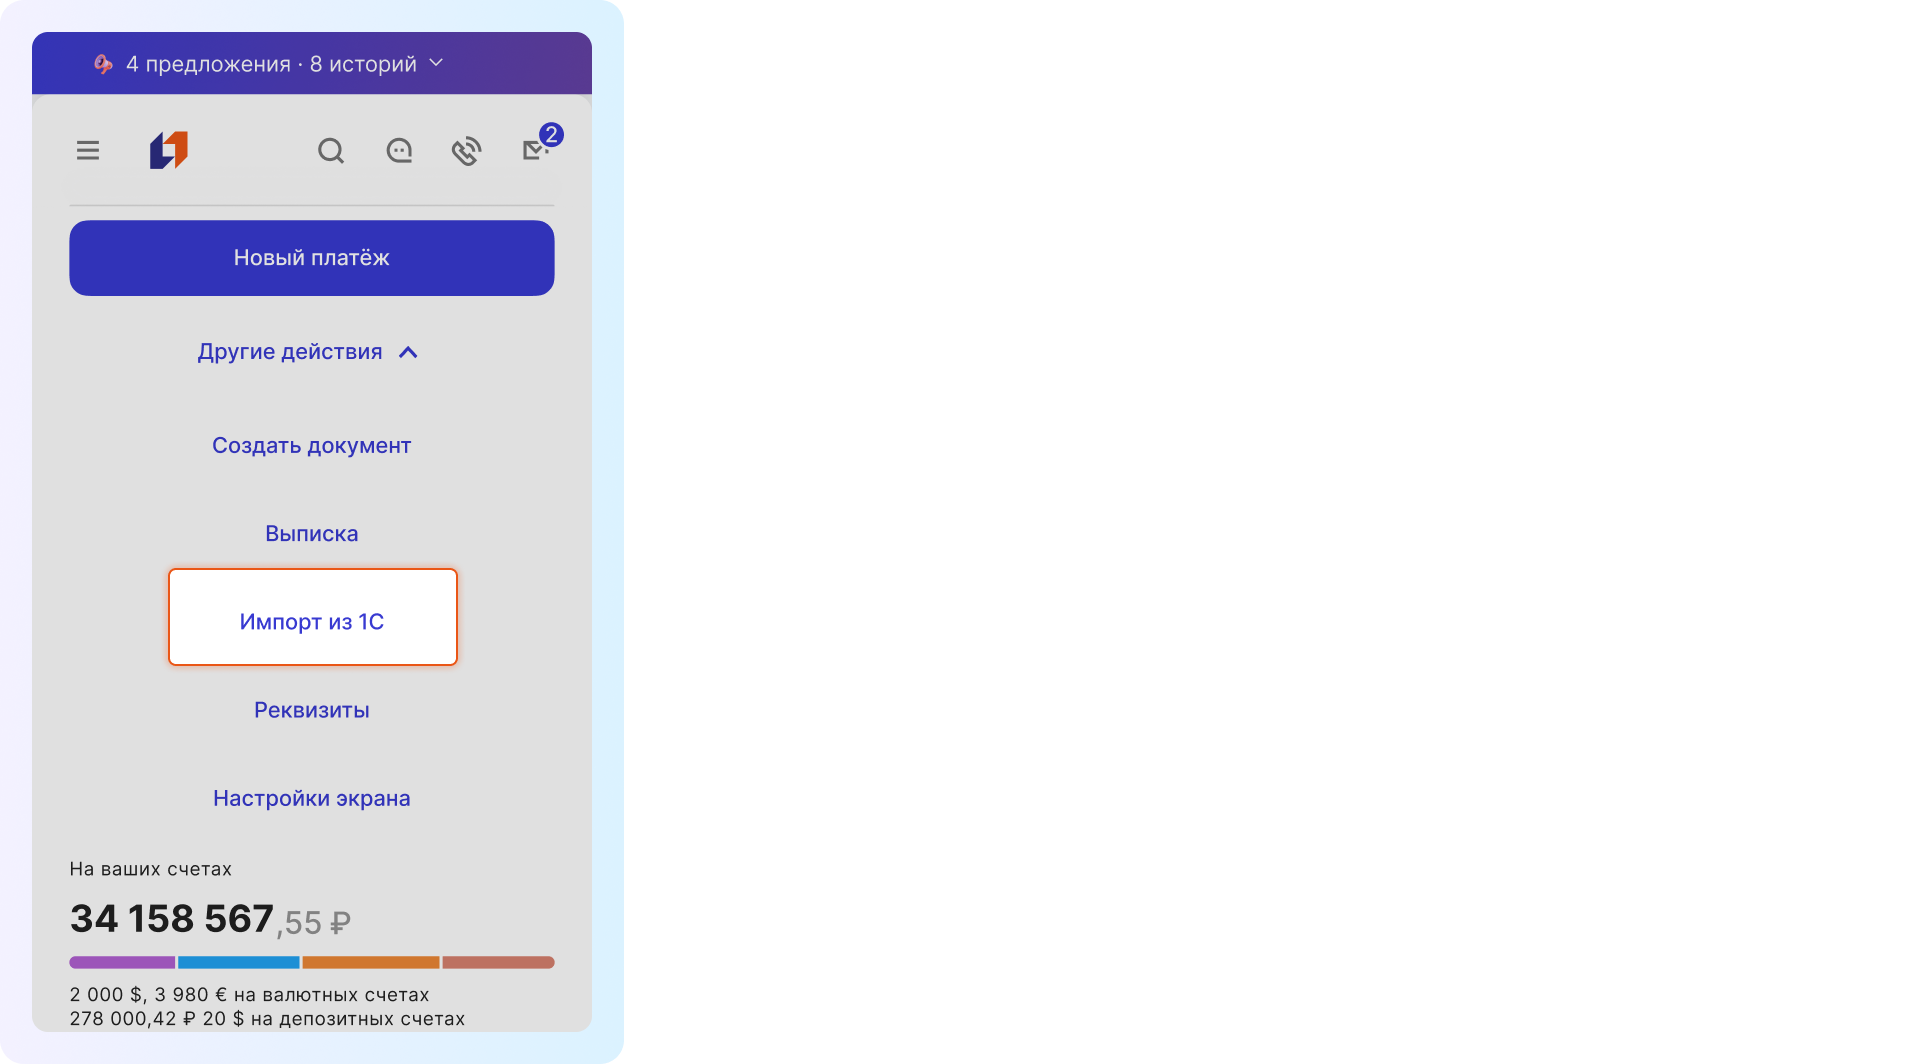 4 предложения · 8 историй
2
Новый платёж
Другие действия
Создать документ
Выписка
Импорт из 1С
Реквизиты
Настройки экрана
На ваших счетах
34 158 567,55 ₽
2 000 $, 3 980 € на валютных счетах
278 000,42 ₽ 20 $ на депозитных счетах